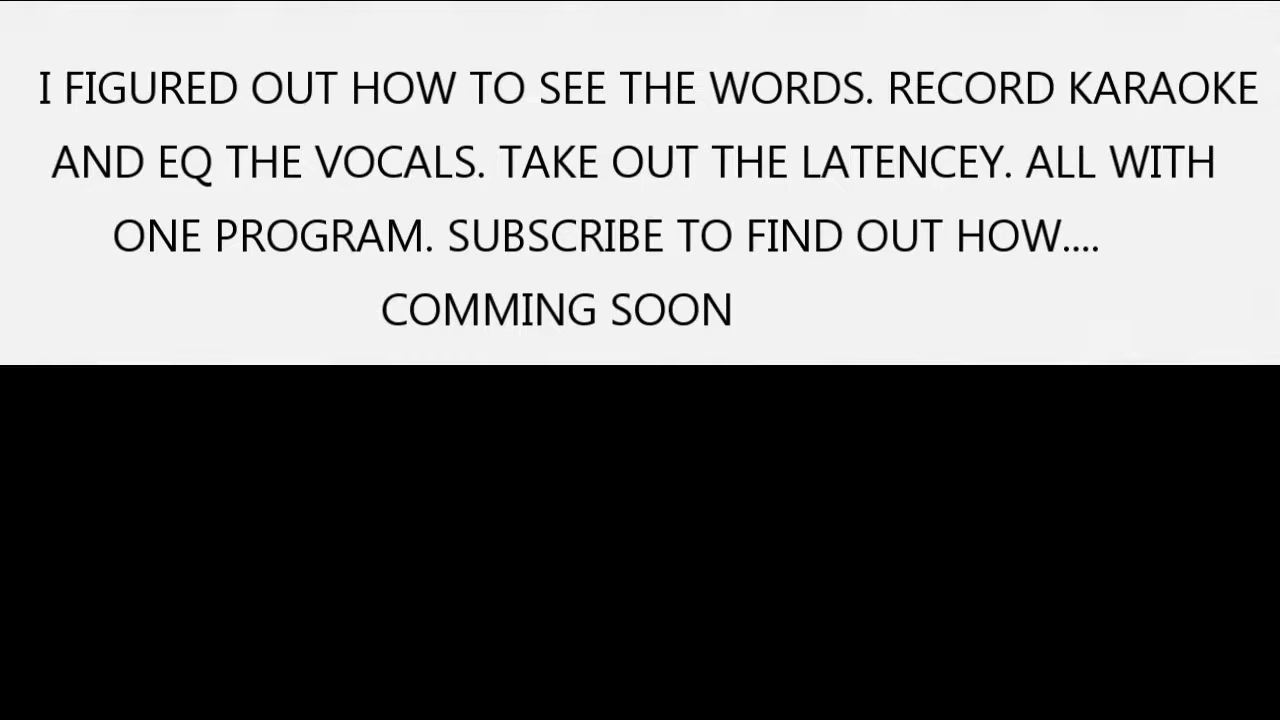 I FIGURED OUT HOW TO SEE THE WORDS. RECORD KARAOKE
AND EQ THE VOCALS. TAKE OUT THE LATENCEY. ALL WITH
ONE PROGRAM. SUBSCRIBE TO FIND OUT HOW....
COMMING SOON